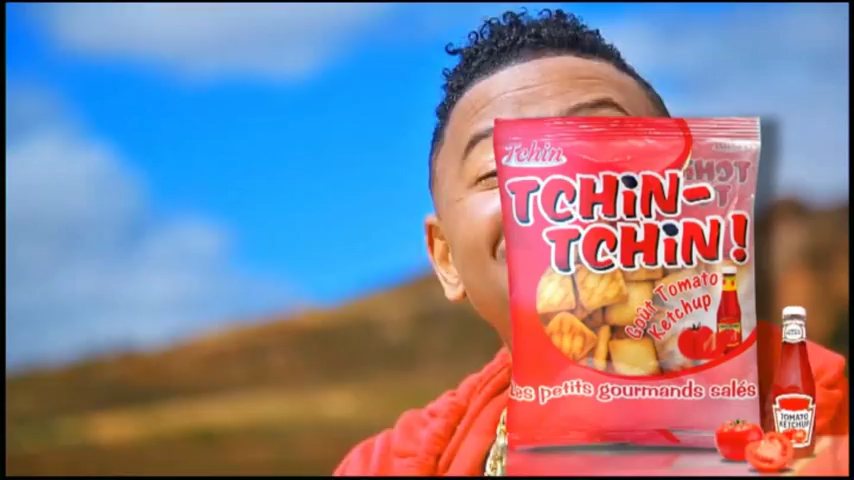 Tchin
TCHiN-
TCHiN!
Goût Tomato
Ketchup
Les petits gourmands salés
TOMATO
KETCHUP